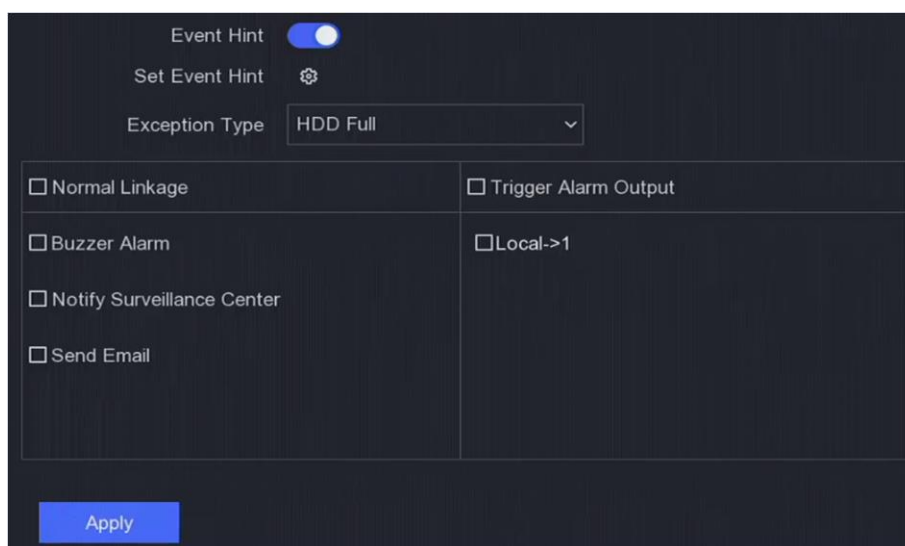 Event Hint
Set Event Hint
Exception Type HDD Full
Normal Linkage Trigger Alarm Output
Buzzer Alarm Local->1
Notify Surveillance Center
Send Email
Apply